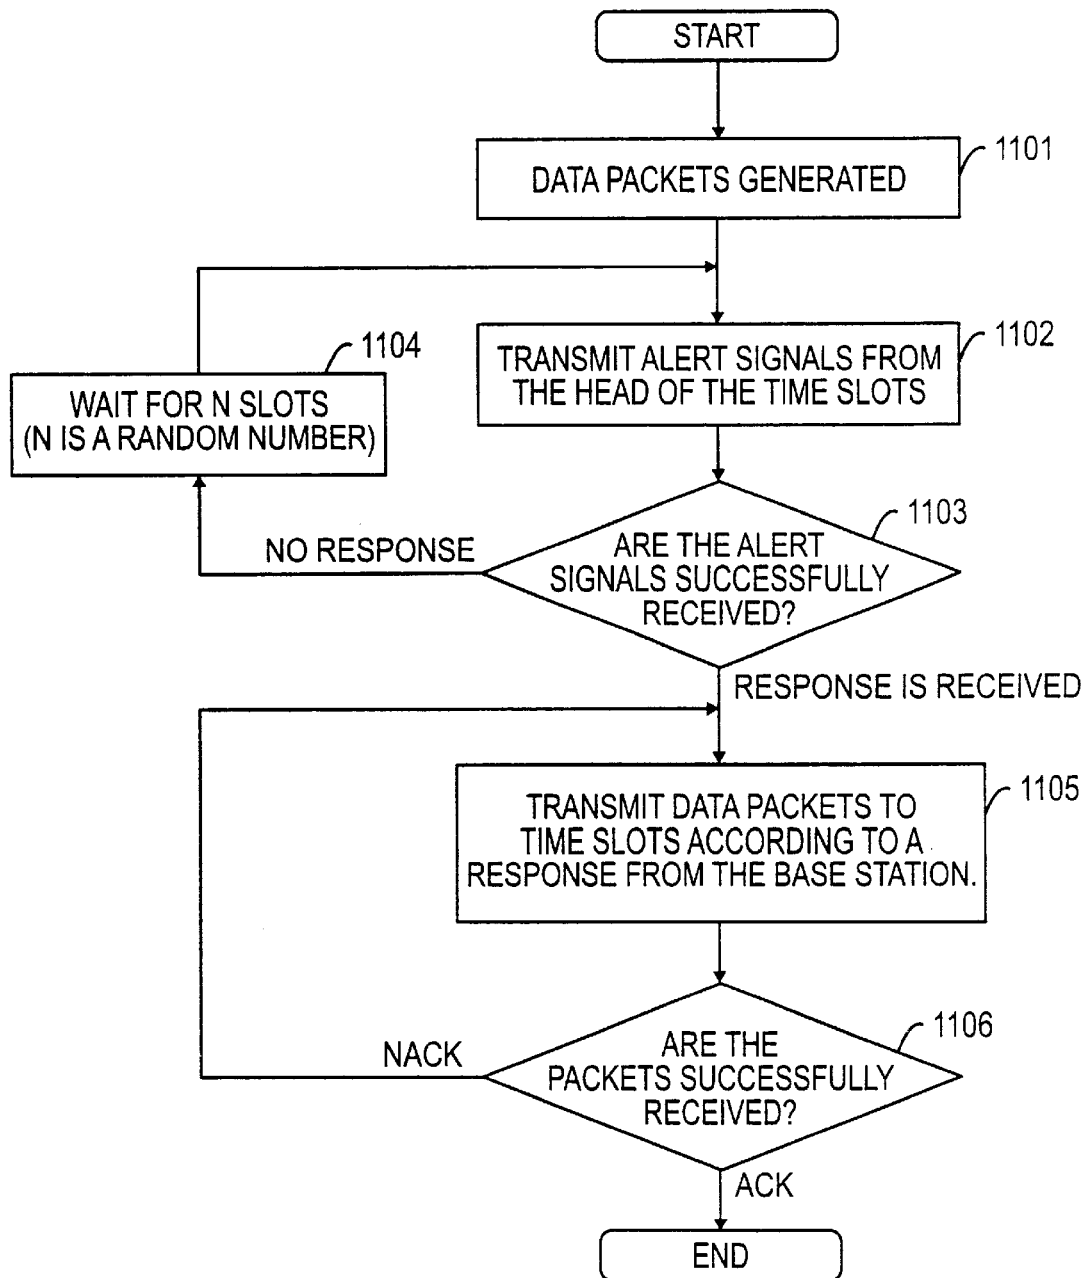 START
1101
DATA PACKETS GENERATED
1102
TRANSMIT ALERT SIGNALS FROM
THE HEAD OF THE TIME SLOTS
1104
WAIT FOR N SLOTS
(N IS A RANDOM NUMBER)
1103
ARE THE ALERT
SIGNALS SUCCESSFULLY
RECEIVED?
NO RESPONSE
RESPONSE IS RECEIVED
1105
TRANSMIT DATA PACKETS TO
TIME SLOTS ACCORDING TO A
RESPONSE FROM THE BASE STATION.
1106
ARE THE
PACKETS SUCCESSFULLY
RECEIVED?
NACK
ACK
END